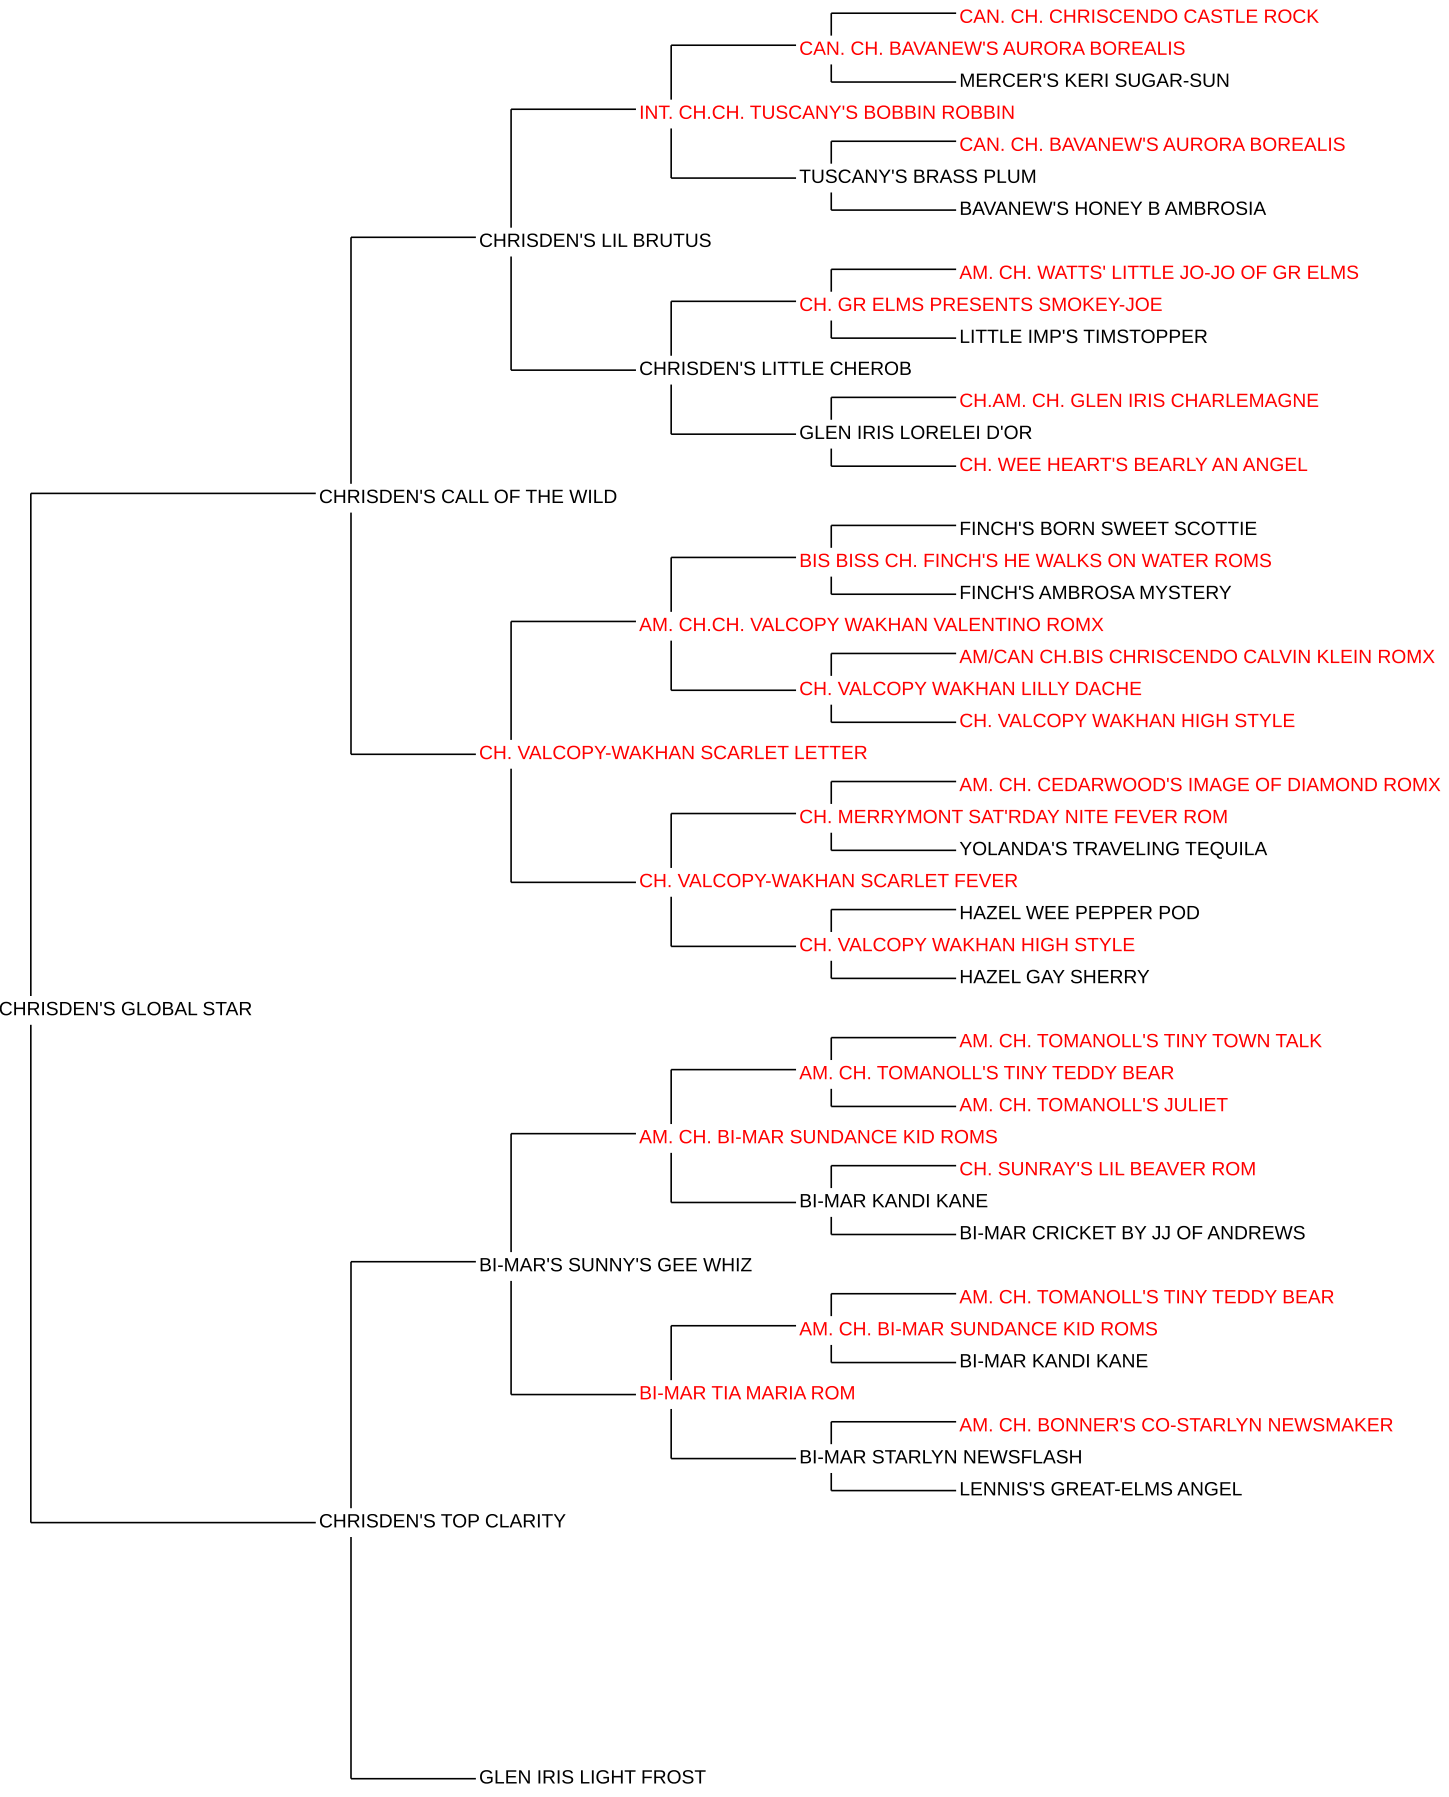 CAN. CH. CHRISCENDO CASTLE ROCK
CAN. CH. BAVANEW'S AURORA BOREALIS
MERCER'S KERI SUGAR-SUN
INT. CH.CH. TUSCANY'S BOBBIN ROBBIN
CAN. CH. BAVANEW'S AURORA BOREALIS
TUSCANY'S BRASS PLUM
BAVANEW'S HONEY B AMBROSIA
CHRISDEN'S LIL BRUTUS
AM. CH. WATTS' LITTLE JO-JO OF GR ELMS
CH. GR ELMS PRESENTS SMOKEY-JOE
LITTLE IMP'S TIMSTOPPER
CHRISDEN'S LITTLE CHEROB
CH.AM. CH. GLEN IRIS CHARLEMAGNE
GLEN IRIS LORELEI D'OR
CH. WEE HEART'S BEARLY AN ANGEL
CHRISDEN'S CALL OF THE WILD
FINCH'S BORN SWEET SCOTTIE
BIS BISS CH. FINCH'S HE WALKS ON WATER ROMS
FINCH'S AMBROSA MYSTERY
AM. CH.CH. VALCOPY WAKHAN VALENTINO ROMX
AM/CAN CH.BIS CHRISCENDO CALVIN KLEIN ROMX
CH. VALCOPY WAKHAN LILLY DACHE
CH. VALCOPY WAKHAN HIGH STYLE
CH. VALCOPY-WAKHAN SCARLET LETTER
AM. CH. CEDARWOOD'S IMAGE OF DIAMOND ROMX
CH. MERRYMONT SAT'RDAY NITE FEVER ROM
YOLANDA'S TRAVELING TEQUILA
CH. VALCOPY-WAKHAN SCARLET FEVER
HAZEL WEE PEPPER POD
CH. VALCOPY WAKHAN HIGH STYLE
HAZEL GAY SHERRY
CHRISDEN'S GLOBAL STAR
AM. CH. TOMANOLL'S TINY TOWN TALK
AM. CH. TOMANOLL'S TINY TEDDY BEAR
AM. CH. TOMANOLL'S JULIET
AM. CH. BI-MAR SUNDANCE KID ROMS
CH. SUNRAY'S LIL BEAVER ROM
BI-MAR KANDI KANE
BI-MAR CRICKET BY JJ OF ANDREWS
BI-MAR'S SUNNY'S GEE WHIZ
AM. CH. TOMANOLL'S TINY TEDDY BEAR
AM. CH. BI-MAR SUNDANCE KID ROMS
BI-MAR KANDI KANE
BI-MAR TIA MARIA ROM
AM. CH. BONNER'S CO-STARLYN NEWSMAKER
BI-MAR STARLYN NEWSFLASH
LENNIS'S GREAT-ELMS ANGEL
CHRISDEN'S TOP CLARITY
GLEN IRIS LIGHT FROST